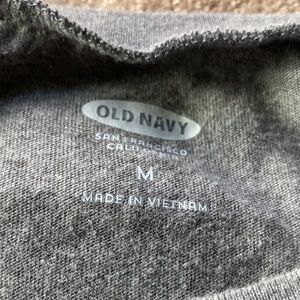 OLD NAVY
SAN FRANCISCO
CALIFORNIA
M
MADE IN VIETNAM